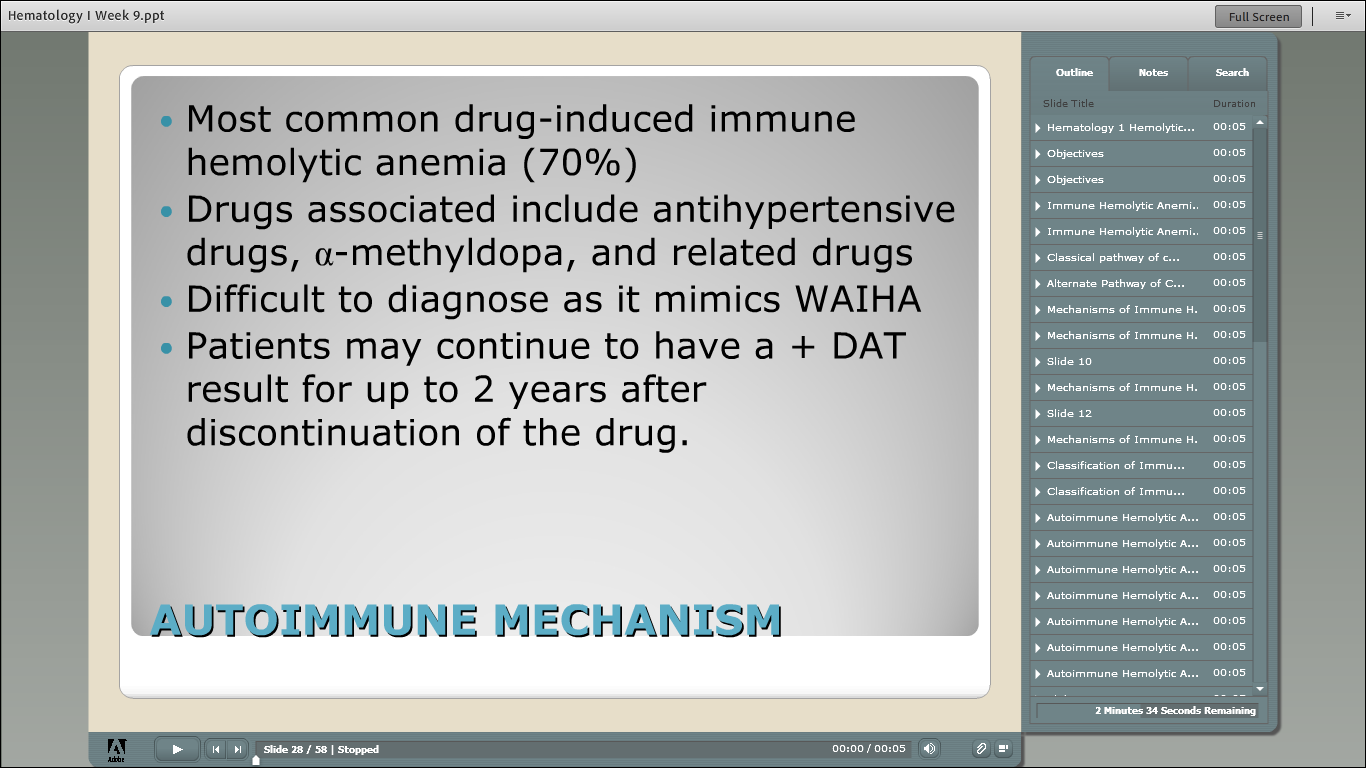 Hematology I Week 9.ppt
Full Screen
• Most common drug-induced immune
hemolytic anemia (70%)
• Drugs associated include antihypertensive
drugs, α-methyldopa, and related drugs
• Difficult to diagnose as it mimics WAIHA
• Patients may continue to have a + DAT
result for up to 2 years after
discontinuation of the drug.
AUTOIMMUNE MECHANISM
Outline Notes Search
Slide Title Duration
Hematology 1 Hemolytic... 00:05
Objectives 00:05
Objectives 00:05
Immune Hemolytic Anemi.. 00:05
Immune Hemolytic Anemi.. 00:05
Classical pathway of c... 00:05
Alternate Pathway of C... 00:05
Mechanisms of Immune H. 00:05
Mechanisms of Immune H. 00:05
Slide 10 00:05
Mechanisms of Immune H. 00:05
Slide 12 00:05
Mechanisms of Immune H. 00:05
Classification of Immu... 00:05
Classification of Immu... 00:05
Autoimmune Hemolytic A... 00:05
Autoimmune Hemolytic A... 00:05
Autoimmune Hemolytic A... 00:05
Autoimmune Hemolytic A... 00:05
Autoimmune Hemolytic A... 00:05
Autoimmune Hemolytic A... 00:05
Autoimmune Hemolytic A... 00:05
2 Minutes 34 Seconds Remaining
Adobe
Slide 28 / 58 | Stopped
00:00 / 00:05